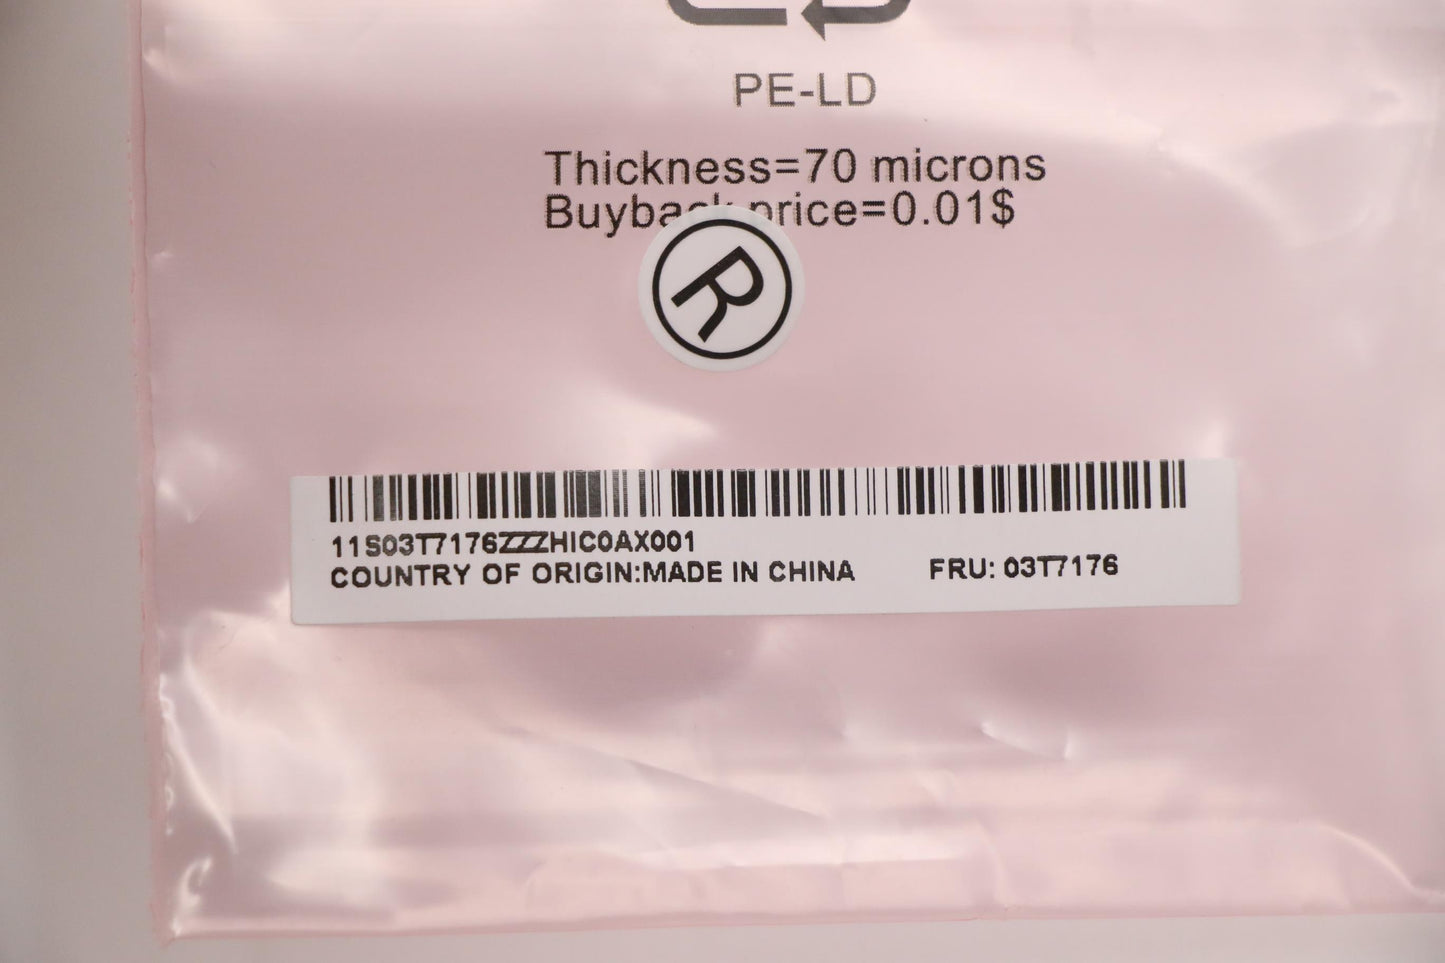 PE-LD
Thickness=70 microns
Buyback price=0.01$
R
11S03T7176ZZZHIC0AX001
COUNTRY OF ORIGIN:MADE IN CHINA
FRU: 03T7176